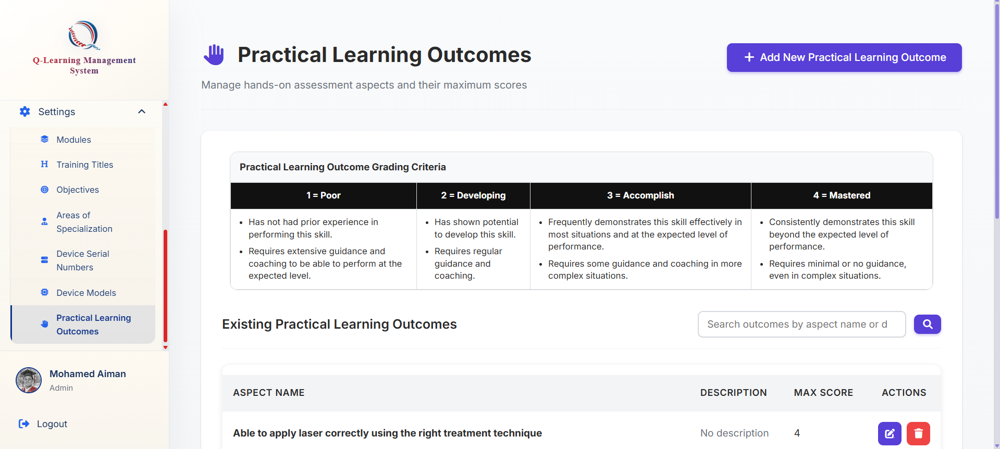 Q-Learning Management
System
Settings
Modules
Training Titles
Objectives
Areas of
Specialization
Device Serial
Numbers
Device Models
Practical Learning
Outcomes
Mohamed Aiman
Admin
Logout
Practical Learning Outcomes
Manage hands-on assessment aspects and their maximum scores
Add New Practical Learning Outcome
Practical Learning Outcome Grading Criteria
1 = Poor
2 = Developing
3 = Accomplish
4 = Mastered
Has not had prior experience in
performing this skill.
Requires extensive guidance and
coaching to be able to perform at the
expected level.
Has shown potential
to develop this skill.
Requires regular
guidance and
coaching.
Frequently demonstrates this skill effectively in
most situations and at the expected level of
performance.
Requires some guidance and coaching in more
complex situations.
Consistently demonstrates this skill
beyond the expected level of
performance.
Requires minimal or no guidance,
even in complex situations.
Existing Practical Learning Outcomes
Search outcomes by aspect name or d
ASPECT NAME
DESCRIPTION
MAX SCORE
ACTIONS
Able to apply laser correctly using the right treatment technique
No description
4